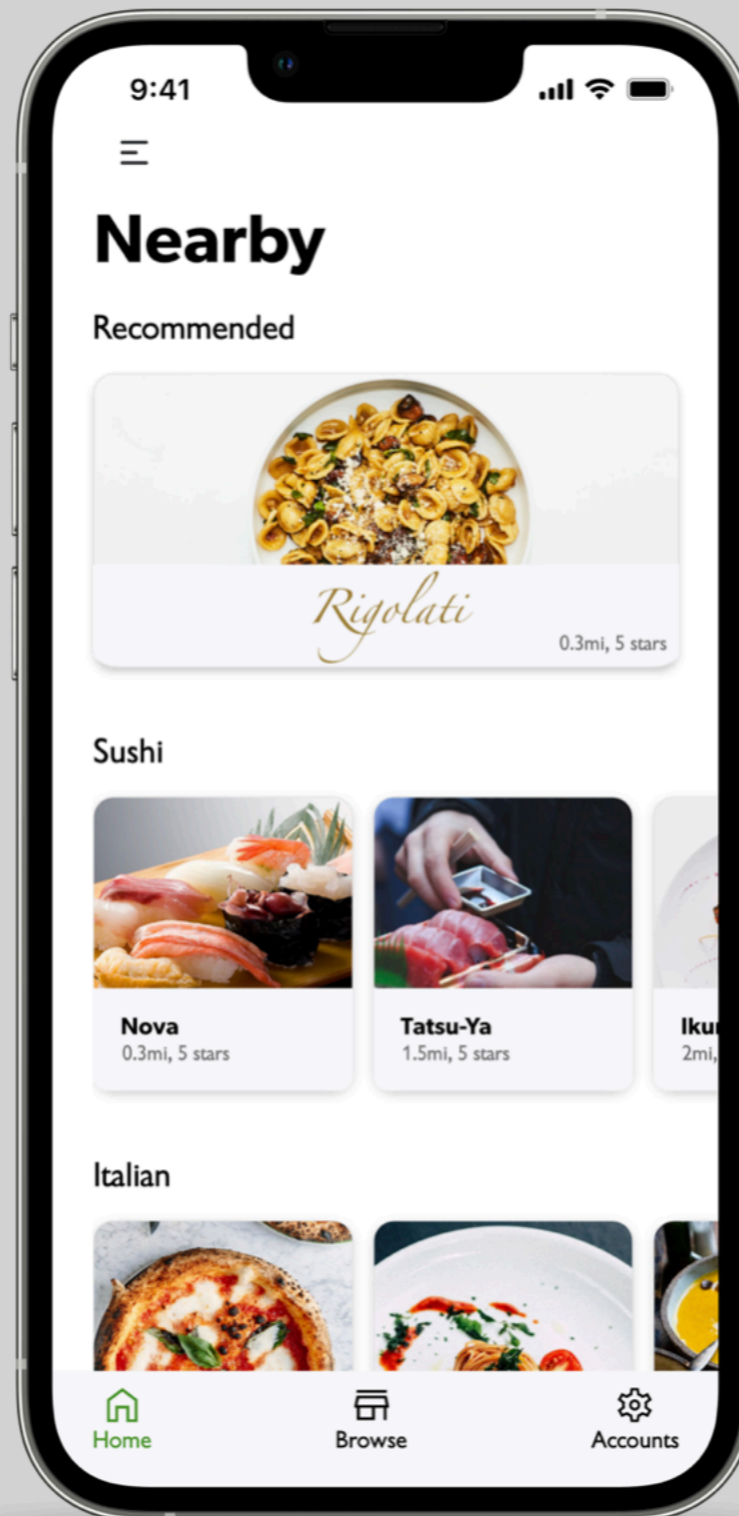 9:41
Nearby
Recommended
Rigolati
0.3mi, 5 stars
Sushi
Nova
Tatsu-Ya
0.3mi, 5 stars
1.5mi, 5 stars
2mi,
Italian
Home
Browse
Accounts